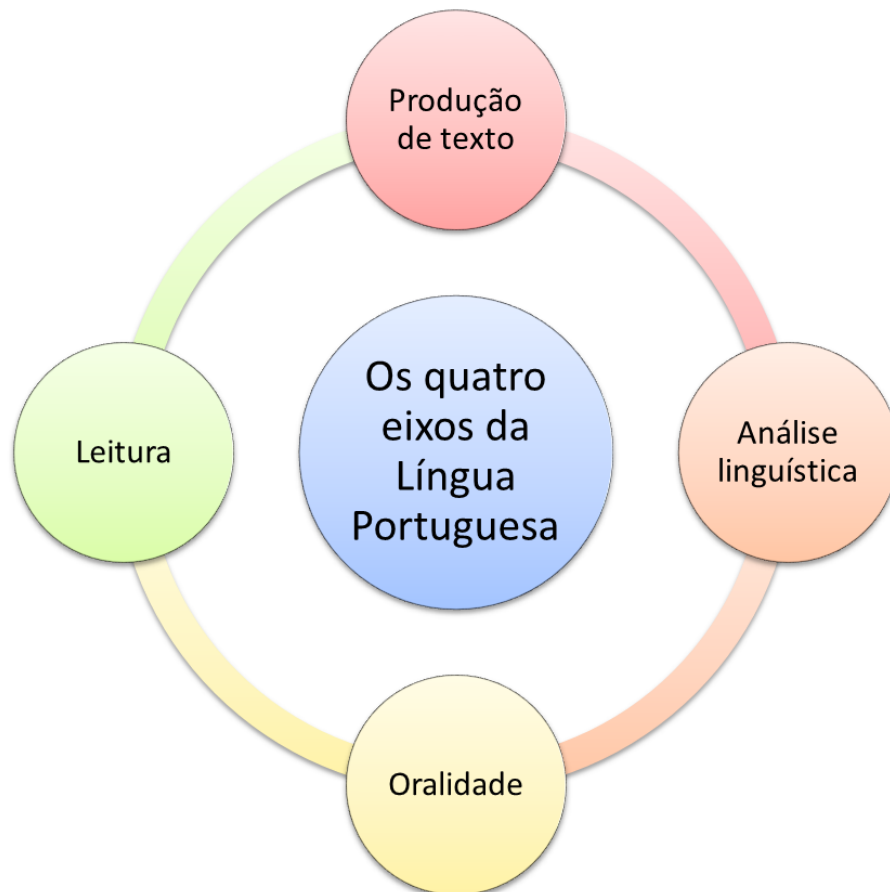 Produção
de texto
Os quatro
eixos da
Língua
Portuguesa
Leitura
Análise
linguística
Oralidade